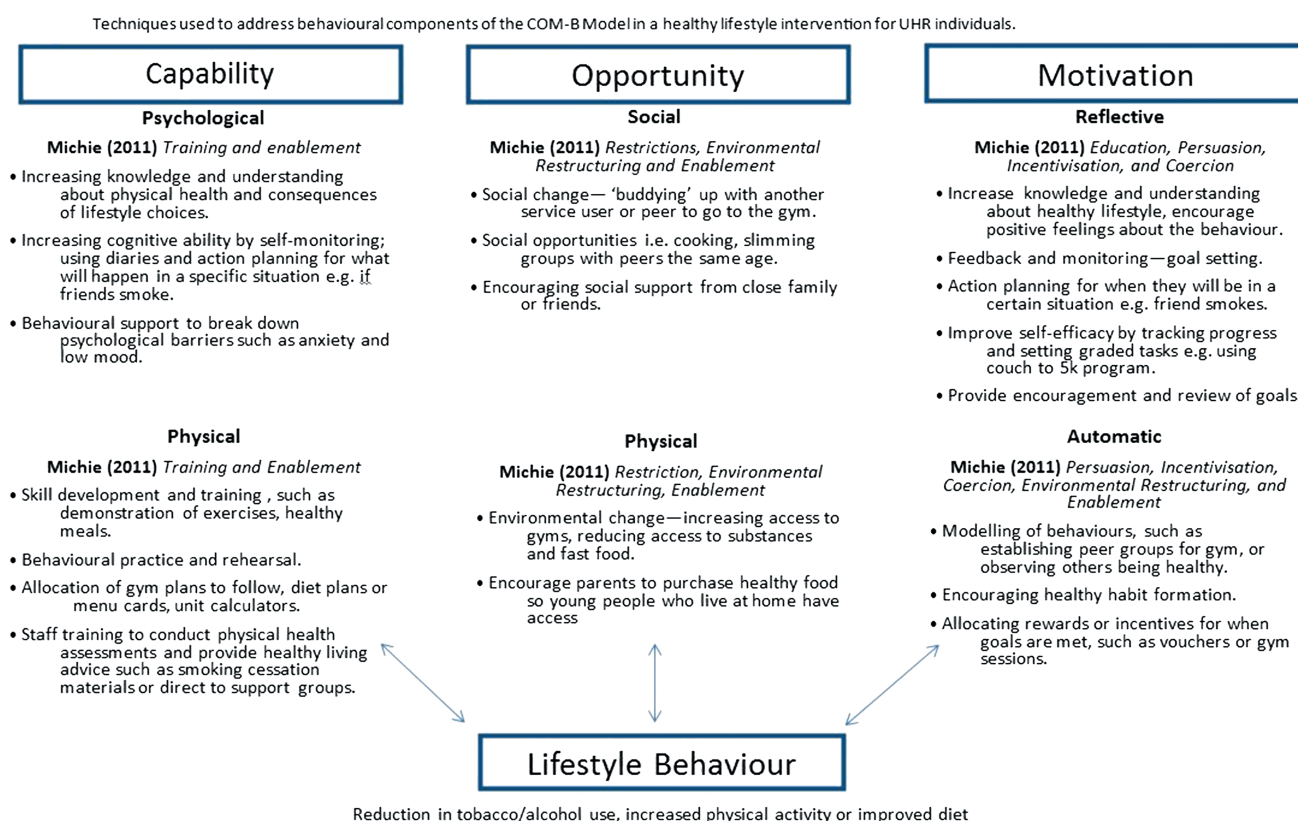 Techniques used to address behavioural components of the COM-B Model in a healthy lifestyle intervention for UHR individuals.
Capability
Psychological
Michie (2011) Training and enablement
• Increasing knowledge and understanding
about physical health and consequences
of lifestyle choices.
• Increasing cognitive ability by self-monitoring;
using diaries and action planning for what
will happen in a specific situation e.g. if
friends smoke.
• Behavioural support to break down
psychological barriers such as anxiety and
low mood.
Physical
Michie (2011) Training and Enablement
• Skill development and training , such as
demonstration of exercises, healthy
meals.
• Behavioural practice and rehearsal.
• Allocation of gym plans to follow, diet plans or
menu cards, unit calculators.
• Staff training to conduct physical health
assessments and provide healthy living
advice such as smoking cessation
materials or direct to support groups.
Opportunity
Social
Michie (2011) Restrictions, Environmental
Restructuring and Enablement
• Social change— ‘buddying’ up with another
service user or peer to go to the gym.
• Social opportunities i.e. cooking, slimming
groups with peers the same age.
• Encouraging social support from close family
or friends.
Physical
Michie (2011) Restriction, Environmental
Restructuring, Enablement
• Environmental change—increasing access to
gyms, reducing access to substances
and fast food.
• Encourage parents to purchase healthy food
so young people who live at home have
access
Motivation
Reflective
Michie (2011) Education, Persuasion,
Incentivisation, and Coercion
• Increase knowledge and understanding
about healthy lifestyle, encourage
positive feelings about the behaviour.
• Feedback and monitoring—goal setting.
• Action planning for when they will be in a
certain situation e.g. friend smokes.
• Improve self-efficacy by tracking progress
and setting graded tasks e.g. using
couch to 5k program.
• Provide encouragement and review of goals
Automatic
Michie (2011) Persuasion, Incentivisation,
Coercion, Environmental Restructuring, and
Enablement
• Modelling of behaviours, such as
establishing peer groups for gym, or
observing others being healthy.
• Encouraging healthy habit formation.
• Allocating rewards or incentives for when
goals are met, such as vouchers or gym
sessions.
Lifestyle Behaviour
Reduction in tobacco/alcohol use, increased physical activity or improved diet